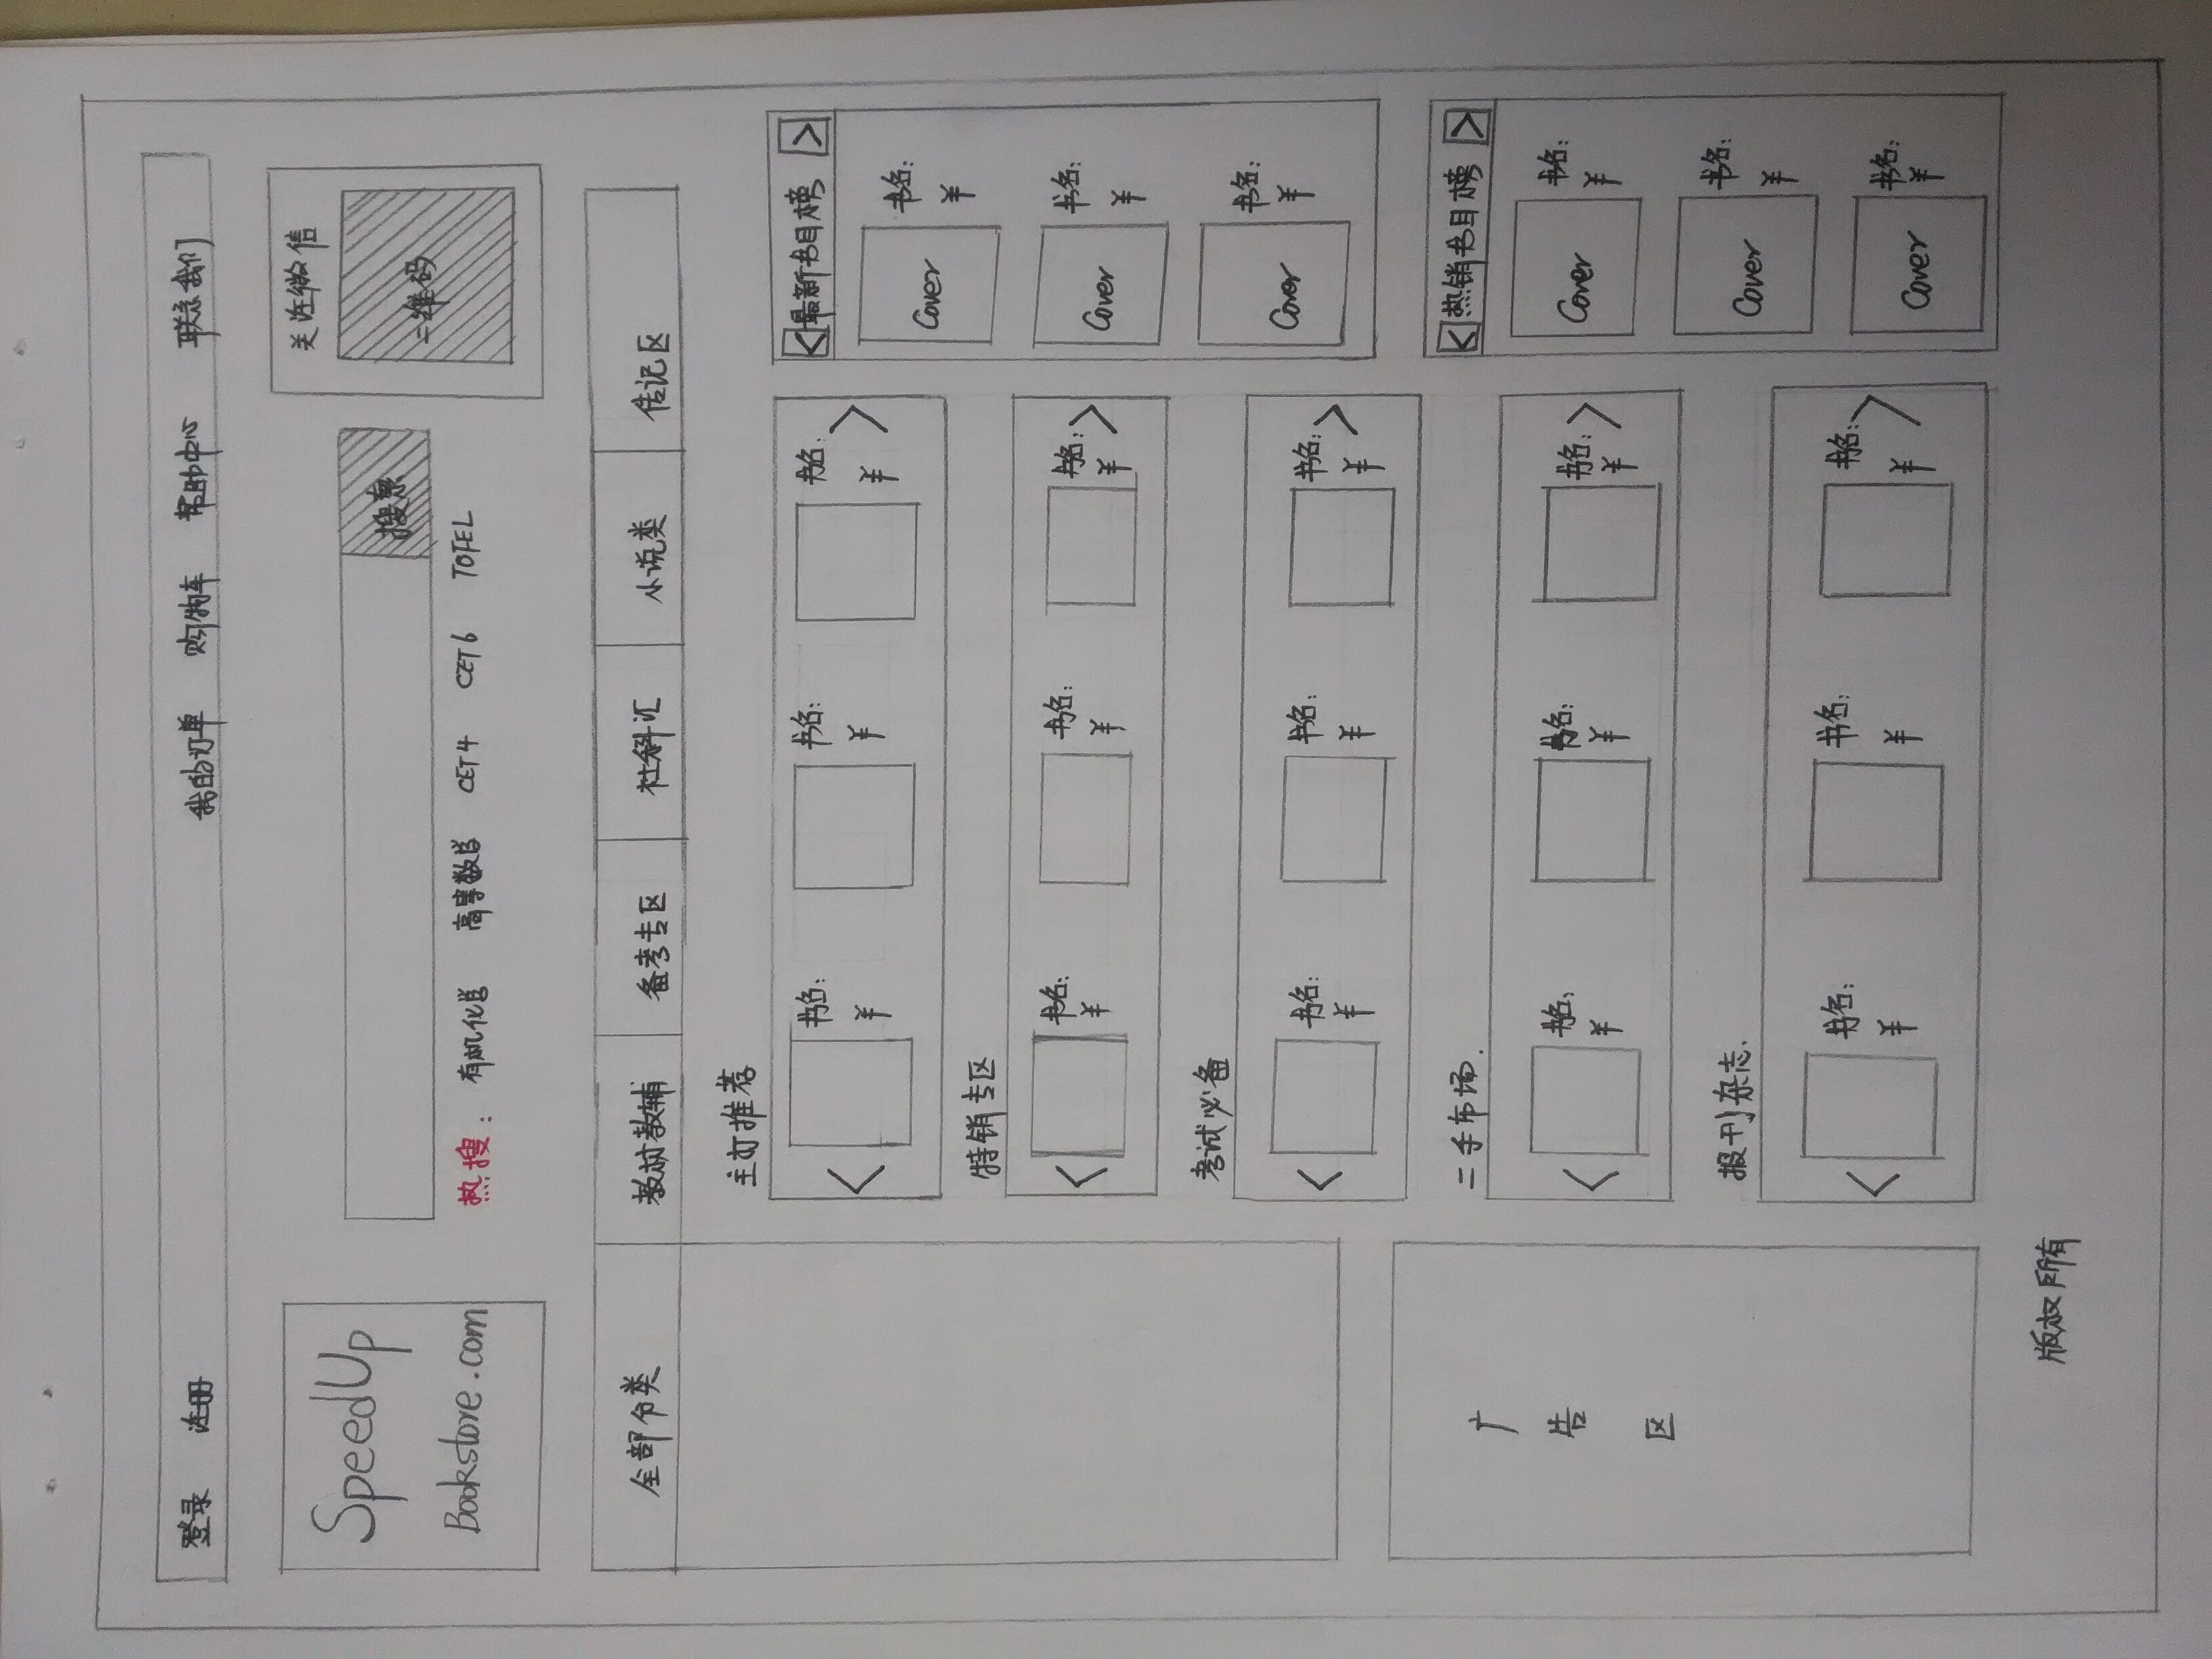 登录 注册 我的订单 购物车 帮助中心 联系我们
SpeedUp
Bookstore.com
搜索
热搜: 有机化学 高等数学 CET4 CET6 TOFEL
关注微信
二维码
全部分类 教材教辅 备考专区 社科汇 小说类 传记区
主打推荐
< 书名: 书名: 书名: >
¥ ¥ ¥
特销专区
< 书名: 书名: 书名: >
¥ ¥ ¥
考试必备
< 书名: 书名: 书名: >
¥ ¥ ¥
二手市场.
< 书名: 书名: 书名: >
¥ ¥ ¥
报刊杂志.
< 书名: 书名: 书名: >
¥ ¥ ¥
< 最新书目榜 >
Cover 书名:
¥
Cover 书名:
¥
Cover 书名:
¥
< 热销书目榜 >
Cover 书名:
¥
Cover 书名:
¥
Cover 书名:
¥
广
告
区
版权所有